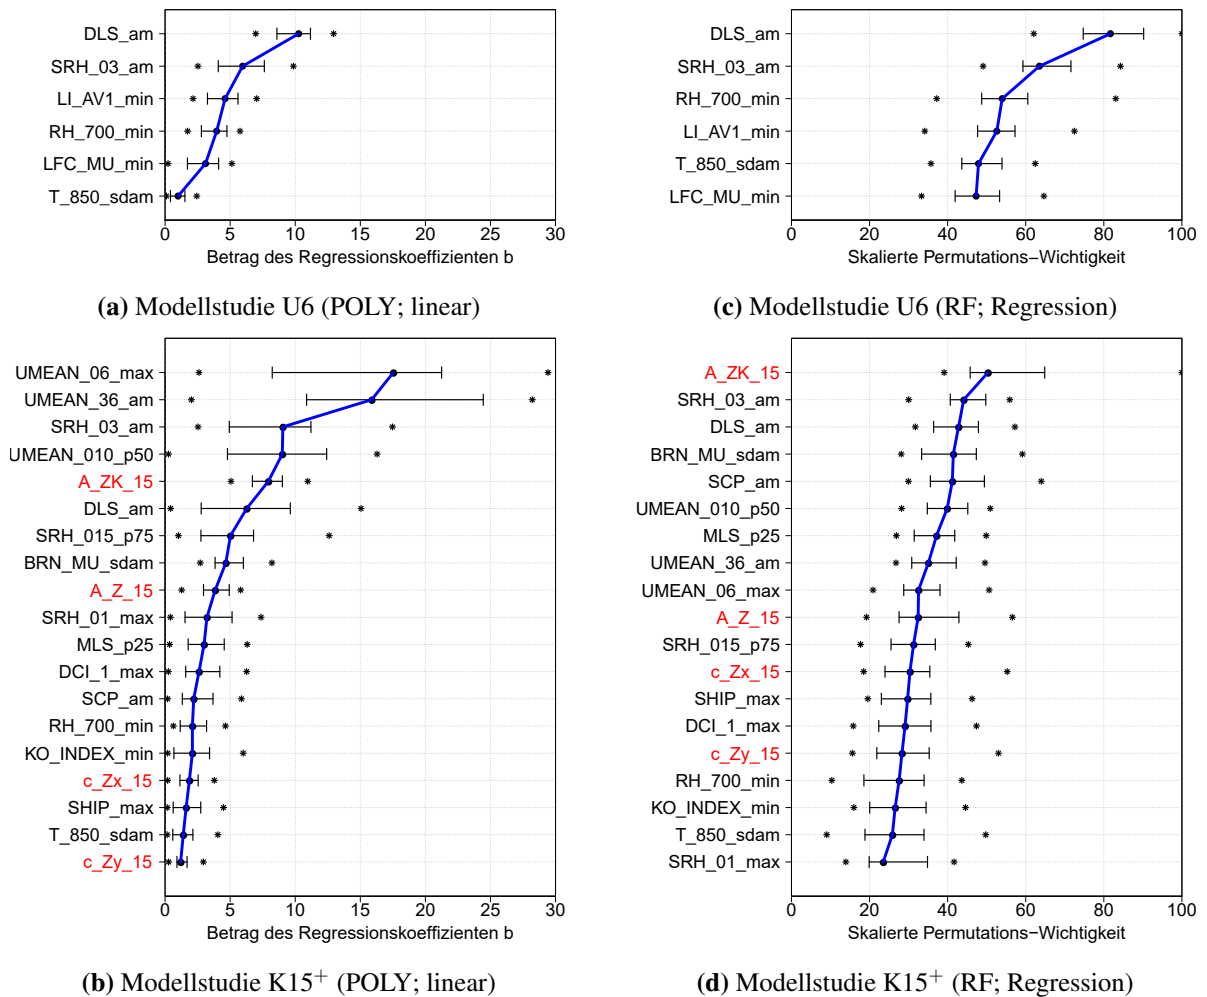 DLS_am
SRH_03_am
LI_AV1_min
RH_700_min
LFC_MU_min
T_850_sdam
0 5 10 15 20 25 30
Betrag des Regressionskoeffizienten b
(a) Modellstudie U6 (POLY; linear)
DLS_am
SRH_03_am
RH_700_min
LI_AV1_min
T_850_sdam
LFC_MU_min
0 20 40 60 80 100
Skalierte Permutations−Wichtigkeit
(c) Modellstudie U6 (RF; Regression)
UMEAN_06_max
UMEAN_36_am
SRH_03_am
UMEAN_010_p50
A_ZK_15
DLS_am
SRH_015_p75
BRN_MU_sdam
A_Z_15
SRH_01_max
MLS_p25
DCI_1_max
SCP_am
RH_700_min
KO_INDEX_min
c_Zx_15
SHIP_max
T_850_sdam
c_Zy_15
0 5 10 15 20 25 30
Betrag des Regressionskoeffizienten b
(b) Modellstudie K15+ (POLY; linear)
A_ZK_15
SRH_03_am
DLS_am
BRN_MU_sdam
SCP_am
UMEAN_010_p50
MLS_p25
UMEAN_36_am
UMEAN_06_max
A_Z_15
SRH_015_p75
c_Zx_15
SHIP_max
DCI_1_max
c_Zy_15
RH_700_min
KO_INDEX_min
T_850_sdam
SRH_01_max
0 20 40 60 80 100
Skalierte Permutations−Wichtigkeit
(d) Modellstudie K15+ (RF; Regression)